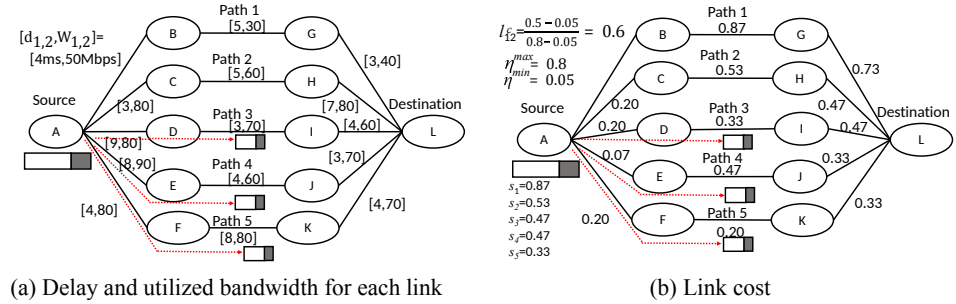 Path 1
[5,30]
B
G
[d1,2,W1,2]=
[4ms,50Mbps]
[3,40]
Path 2
[5,60]
C
H
Source
[3,80]
[7,80]
Destination
Path 3
[3,70]
A
D
I
[4,60]
L
[9,80]
[8,90]
Path 4
[4,60]
[3,70]
E
J
[4,80]
[4,70]
Path 5
F
K
[8,80]
(a) Delay and utilized bandwidth for each link
Path 1
0.87
B
G
= 0.5-0.05 / 0.8-0.05 = 0.6
ηmax = 0.8
ηmin = 0.05
0.73
Path 2
0.53
C
H
Source
0.20
0.47
Destination
Path 3
0.33
A
0.20
D
I
0.47
L
0.07
Path 4
0.47
0.33
E
J
s1=0.87
s2=0.53
s3=0.47
s4=0.47
s5=0.33
0.20
0.33
Path 5
F
K
0.20
(b) Link cost